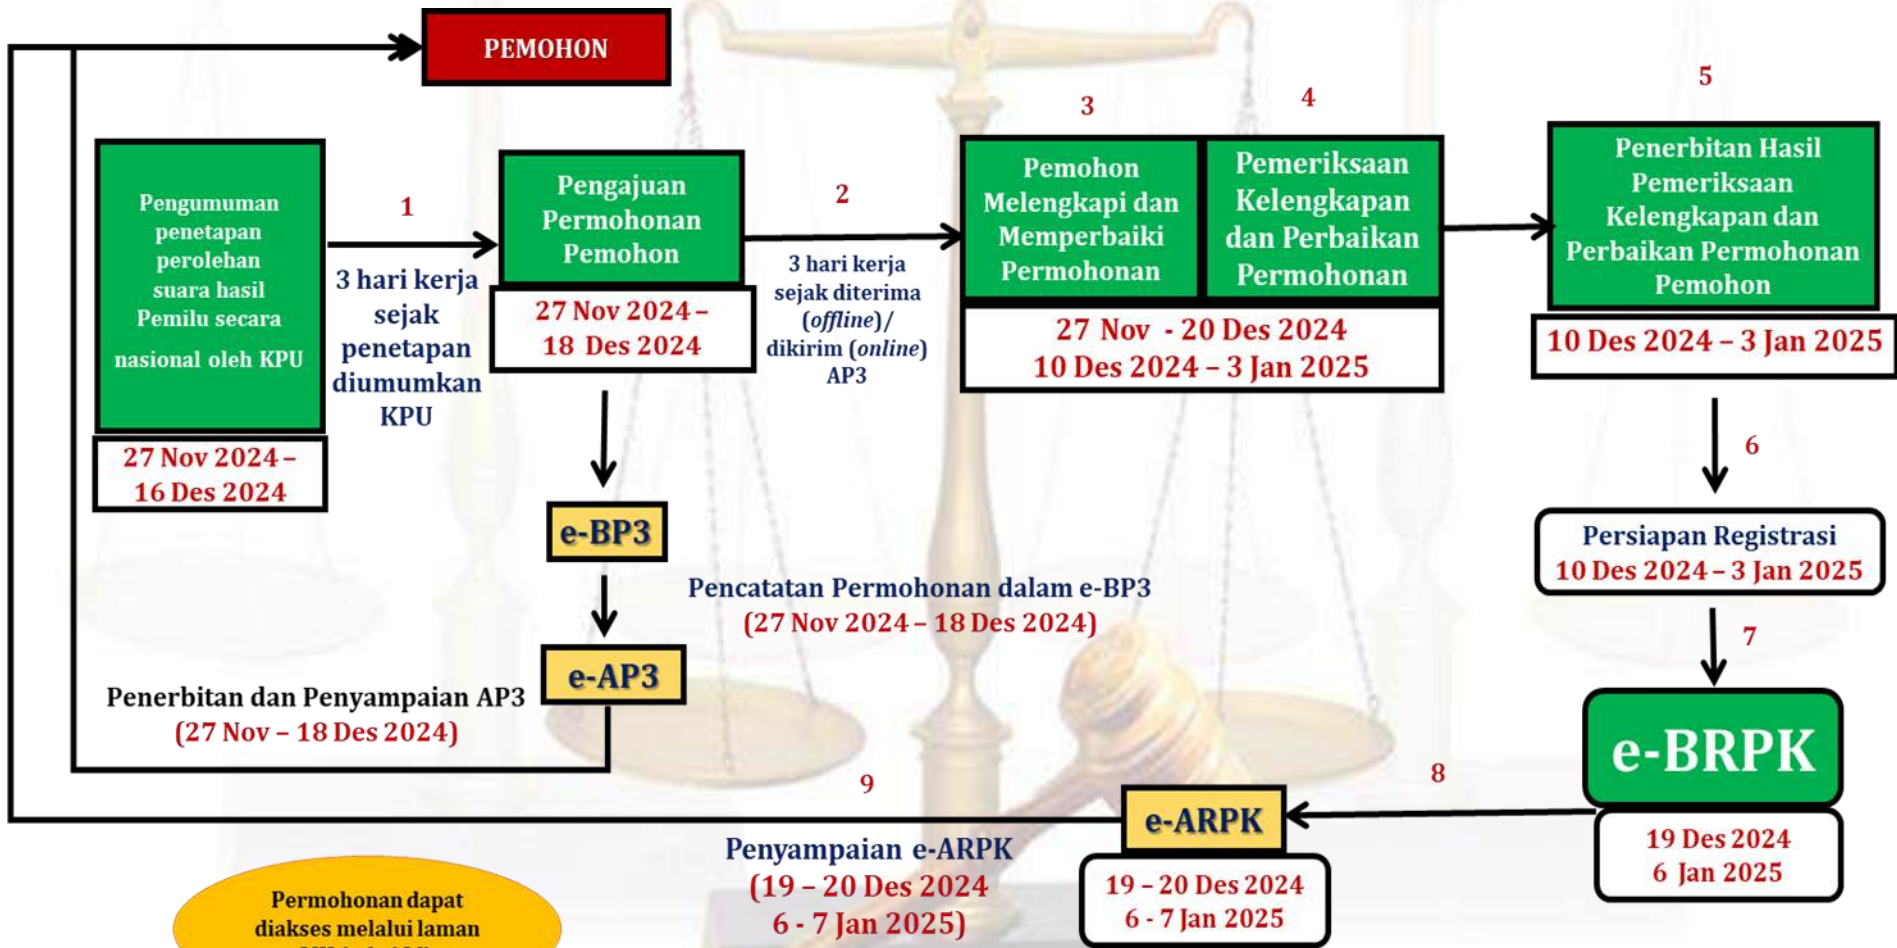 PEMOHON
Pengumuman
penetapan
perolehan
suara hasil
Pemilu secara
nasional oleh KPU
27 Nov 2024 –
16 Des 2024
1
3 hari kerja
sejak
penetapan
diumumkan
KPU
Pengajuan
Permohonan
Pemohon
27 Nov 2024 –
18 Des 2024
2
3 hari kerja
sejak diterima
(offline)/
dikirim (online)
AP3
3
Pemohon
Melengkapi dan
Memperbaiki
Permohonan
4
Pemeriksaan
Kelengkapan
dan Perbaikan
Permohonan
27 Nov - 20 Des 2024
10 Des 2024 – 3 Jan 2025
5
Penerbitan Hasil
Pemeriksaan
Kelengkapan dan
Perbaikan Permohonan
Pemohon
10 Des 2024 – 3 Jan 2025
6
Persiapan Registrasi
10 Des 2024 – 3 Jan 2025
7
e-BRPK
19 Des 2024
6 Jan 2025
8
e-ARPK
19 – 20 Des 2024
6 - 7 Jan 2025
9
Penyampaian e-ARPK
(19 – 20 Des 2024
6 - 7 Jan 2025)
e-BP3
Pencatatan Permohonan dalam e-BP3
(27 Nov 2024 – 18 Des 2024)
e-AP3
Penerbitan dan Penyampaian AP3
(27 Nov – 18 Des 2024)
Permohonan dapat
diakses melalui laman